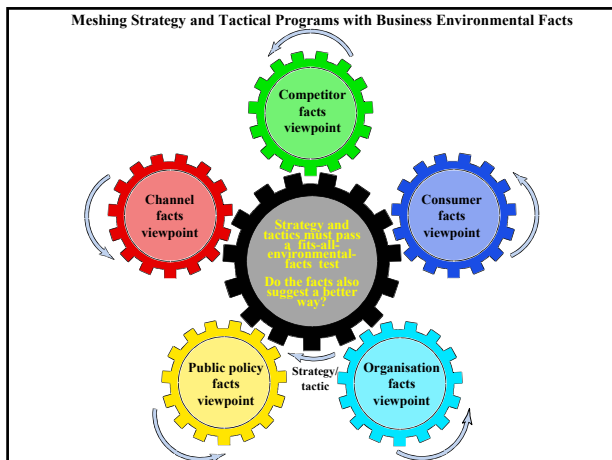 Meshing Strategy and Tactical Programs with Business Environmental Facts
Competitor
facts
viewpoint
Channel
facts
viewpoint
Consumer
facts
viewpoint
Strategy and
tactics must pass
a fits-all-
environmental-
facts test
Do the facts also
suggest a better
way?
Public policy
facts
viewpoint
Strategy/
tactic
Organisation
facts
viewpoint